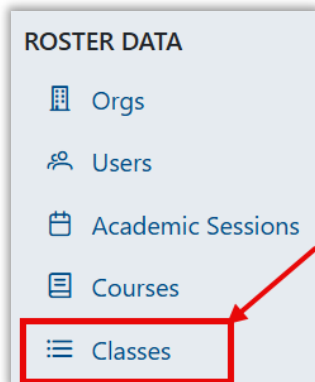 ROSTER DATA
Orgs
Users
Academic Sessions
Courses
Classes